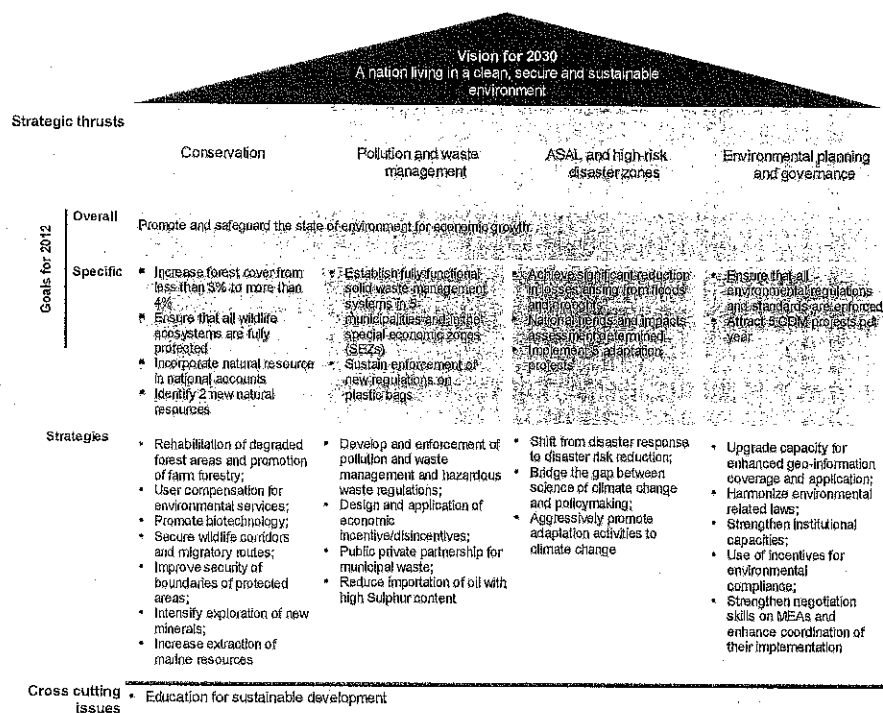 Vision for 2030
A nation living in a clean, secure and sustainable
environment
Strategic thrusts
Conservation
Pollution and waste
management
ASAL and high-risk
disaster zones
Environmental planning
and governance
Goals for 2012
Overall
Promote and safeguard the state of environment for economic growth
Specific
• Increase forest cover from
less than 3% to more than
4%
• Ensure that all wildlife
ecosystems are fully
protected
• Incorporate natural resource
in national accounts
• Identify 2 new natural
resources
• Establish fully functional
solid waste management
systems in 5
municipalities and in the
special economic zones
(SEZs)
• Sustain enforcement of
new regulations on
plastic bags
• Achieve significant reduction
in losses arising from floods
and droughts
• National trends and impacts
assessment determined
• Implement 5 adaptation
projects
• Ensure that all
environmental regulations
and standards are enforced
• Attract 5 CDM projects per
year
Strategies
• Rehabilitation of degraded
forest areas and promotion
of farm forestry;
• User compensation for
environmental services;
• Promote biotechnology;
• Secure wildlife corridors
and migratory routes;
• Improve security of
boundaries of protected
areas;
• Intensify exploration of new
minerals;
• Increase extraction of
marine resources
• Develop and enforcement of
pollution and waste
management and hazardous
waste regulations;
• Design and application of
economic
incentive/disincentives;
• Public private partnership for
municipal waste;
• Reduce importation of oil with
high Sulphur content
• Shift from disaster response
to disaster risk reduction;
• Bridge the gap between
science of climate change
and policymaking;
• Aggressively promote
adaptation activities to
climate change
• Upgrade capacity for
enhanced geo-information
coverage and application;
• Harmonize environmental
related laws;
• Strengthen institutional
capacities;
• Use of incentives for
environmental
compliance;
• Strengthen negotiation
skills on MEAs and
enhance coordination of
their implementation
Cross cutting
issues
• Education for sustainable development